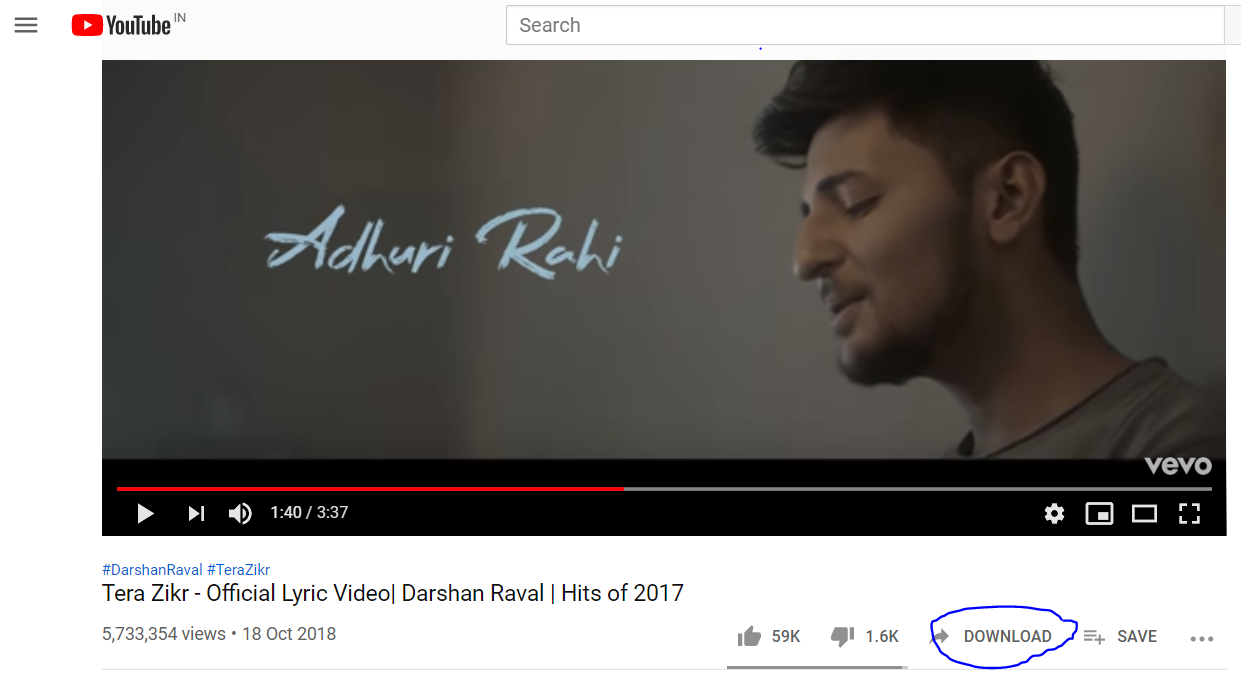 YouTube IN
Search
Adhuri Rahi
vevo
1:40 / 3:37
#DarshanRaval #TeraZikr
Tera Zikr - Official Lyric Video| Darshan Raval | Hits of 2017
5,733,354 views • 18 Oct 2018
59K 1.6K DOWNLOAD SAVE